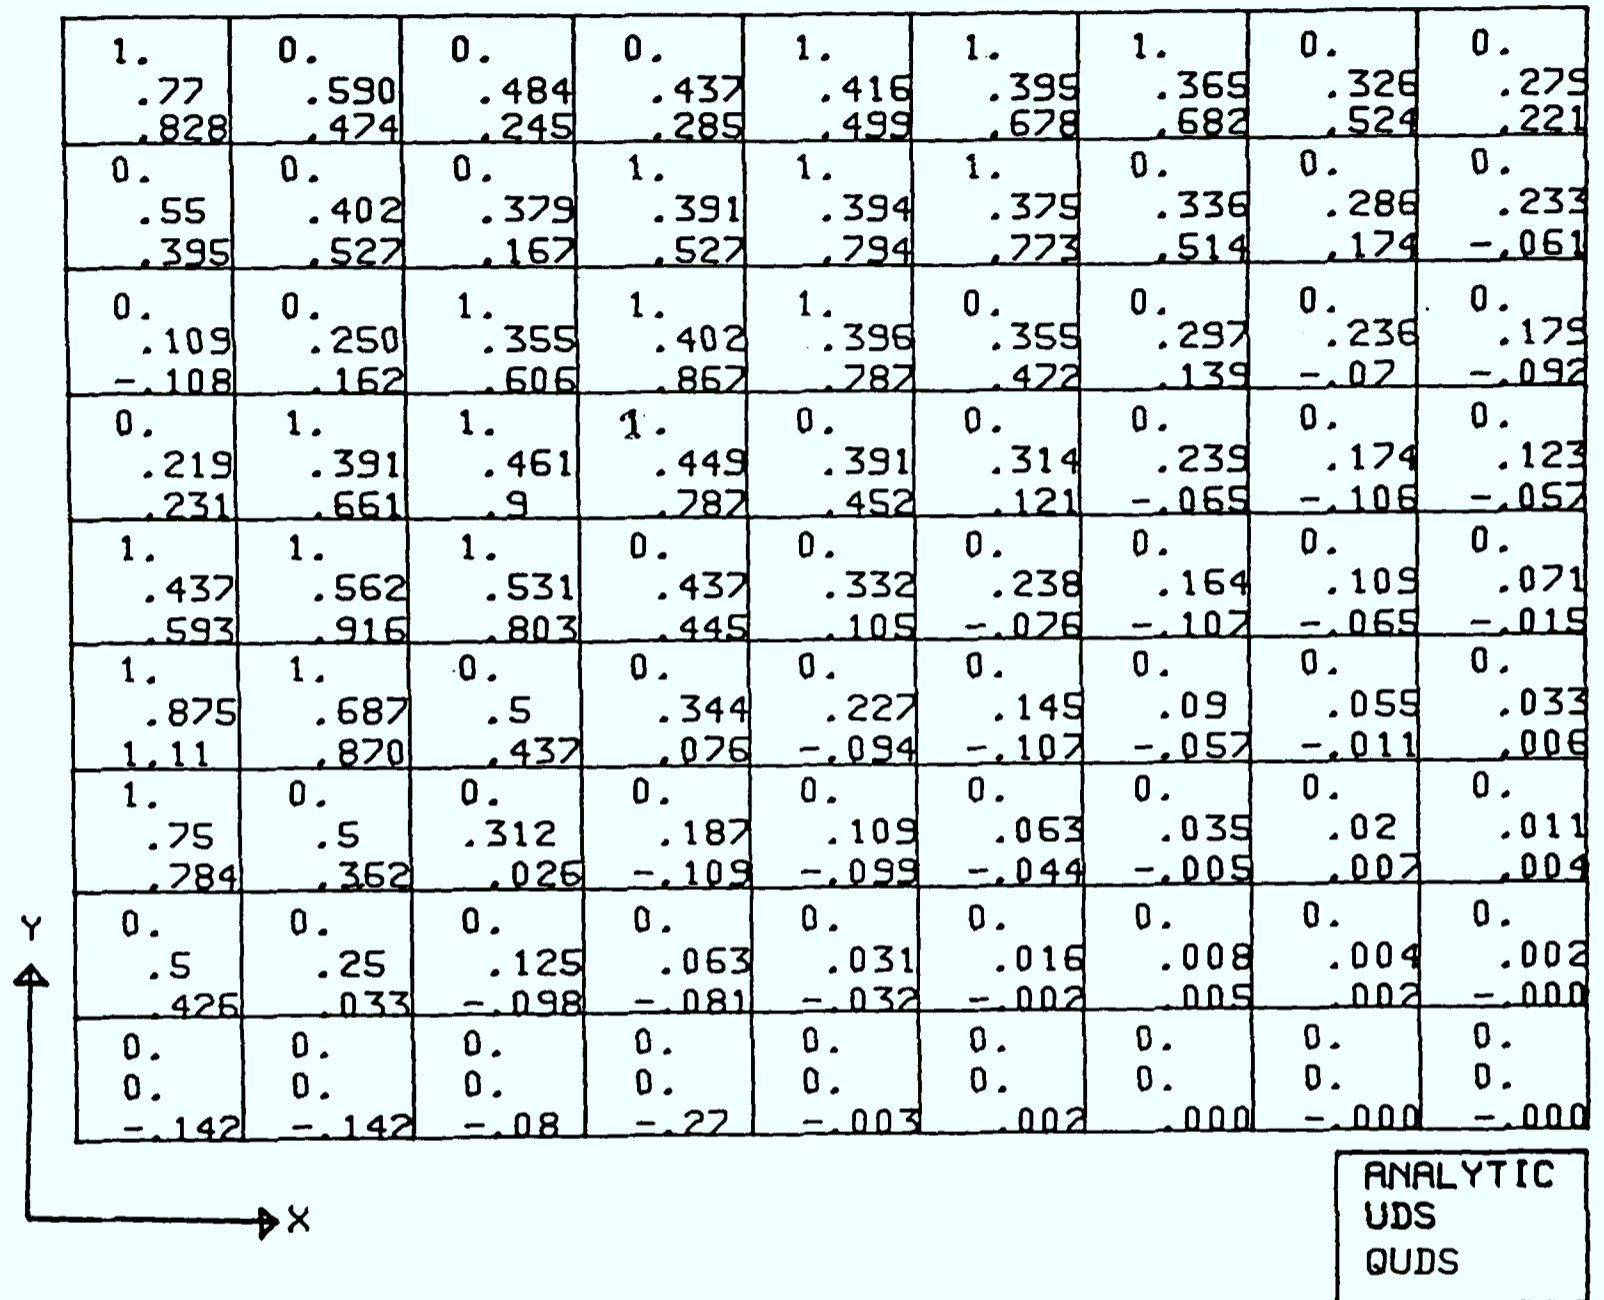 1. 0. 0. 0. 1. 1. 1. 0. 0.
.77 .590 .484 .437 .416 .395 .365 .326 .279
.828 .474 .245 .285 .499 .678 .682 .524 .221
0. 0. 0. 1. 1. 1. 0. 0. 0.
.55 .402 .379 .391 .394 .375 .336 .286 .233
.395 .527 .167 .527 .794 .773 .514 .174 -.061
0. 0. 1. 1. 1. 0. 0. 0. 0.
.109 .250 .355 .402 .396 .355 .297 .236 .179
-.108 .162 .606 .867 .787 .472 .139 -.07 -.092
0. 1. 1. 1. 0. 0. 0. 0. 0.
.219 .391 .461 .449 .391 .314 .239 .174 .123
.231 .661 .9 .787 .452 .121 -.065 -.106 -.057
1. 1. 1. 0. 0. 0. 0. 0. 0.
.437 .562 .531 .437 .332 .238 .164 .109 .071
.593 .916 .803 .445 .105 -.076 -.107 -.065 -.015
1. 1. 0. 0. 0. 0. 0. 0. 0.
.875 .687 .5 .344 .227 .145 .09 .055 .033
1.11 .870 .437 .076 -.094 -.107 -.057 -.011 .006
1. 0. 0. 0. 0. 0. 0. 0. 0.
.75 .5 .312 .187 .109 .063 .035 .02 .011
.784 .362 .026 -.109 -.099 -.044 -.005 .007 .004
Y
0. 0. 0. 0. 0. 0. 0. 0. 0.
.5 .25 .125 .063 .031 .016 .008 .004 .002
.426 .033 -.098 -.081 -.032 -.002 .005 .002 -.000
0. 0. 0. 0. 0. 0. 0. 0. 0.
0. 0. 0. 0. 0. 0. 0. 0. 0.
-.142 -.142 -.08 -.27 -.003 .002 .000 -.000 -.000
X
ANALYTIC
UDS
QUDS